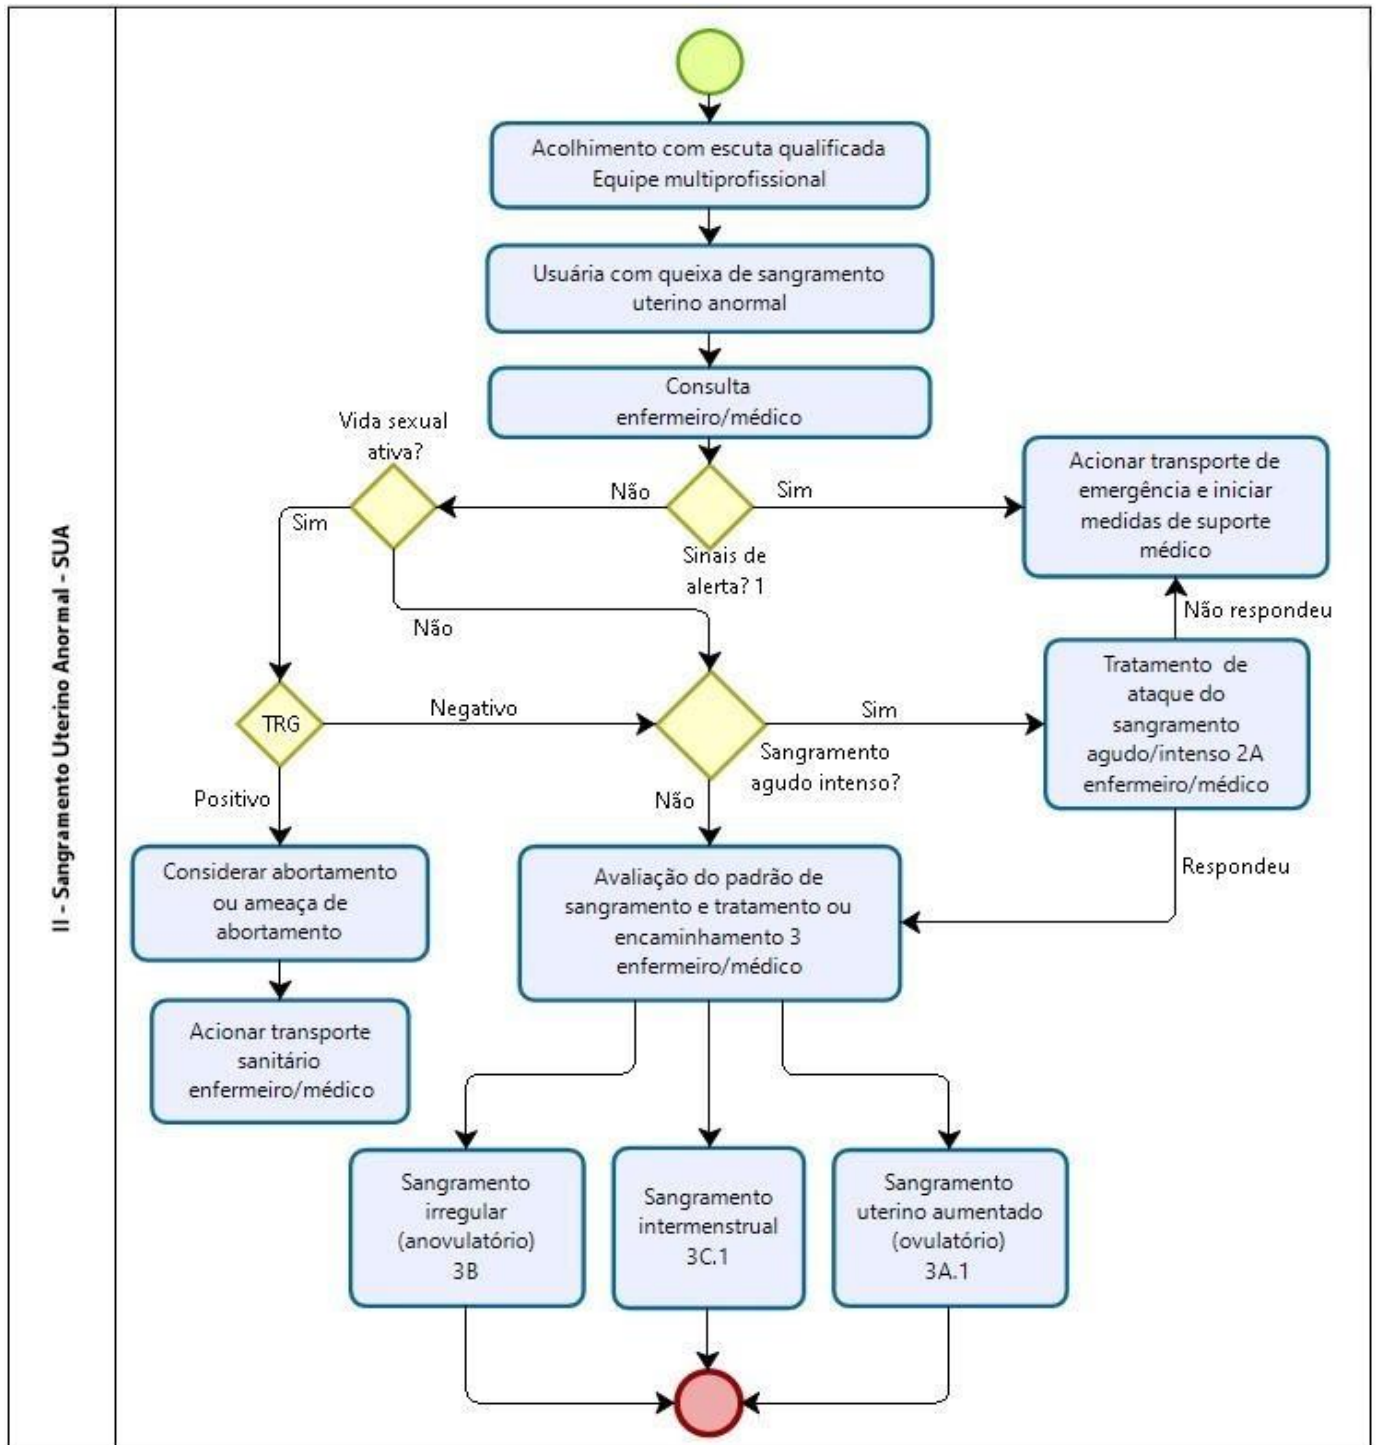 II - Sangramento Uterino Anormal - SUA
Acolhimento com escuta qualificada
Equipe multiprofissional
Usuária com queixa de sangramento
uterino anormal
Consulta
enfermeiro/médico
Vida sexual
ativa?
Não
Sim
Sim
Sinais de
alerta? 1
Acionar transporte de
emergência e iniciar
medidas de suporte
médico
Não respondeu
Não
TRG
Negativo
Sim
Sangramento
agudo intenso?
Tratamento de
ataque do
sangramento
agudo/intenso 2A
enfermeiro/médico
Positivo
Não
Respondeu
Considerar abortamento
ou ameaça de
abortamento
Avaliação do padrão de
sangramento e tratamento ou
encaminhamento 3
enfermeiro/médico
Acionar transporte
sanitário
enfermeiro/médico
Sangramento
irregular
(anovulatório)
3B
Sangramento
intermenstrual
3C.1
Sangramento
uterino aumentado
(ovulatório)
3A.1